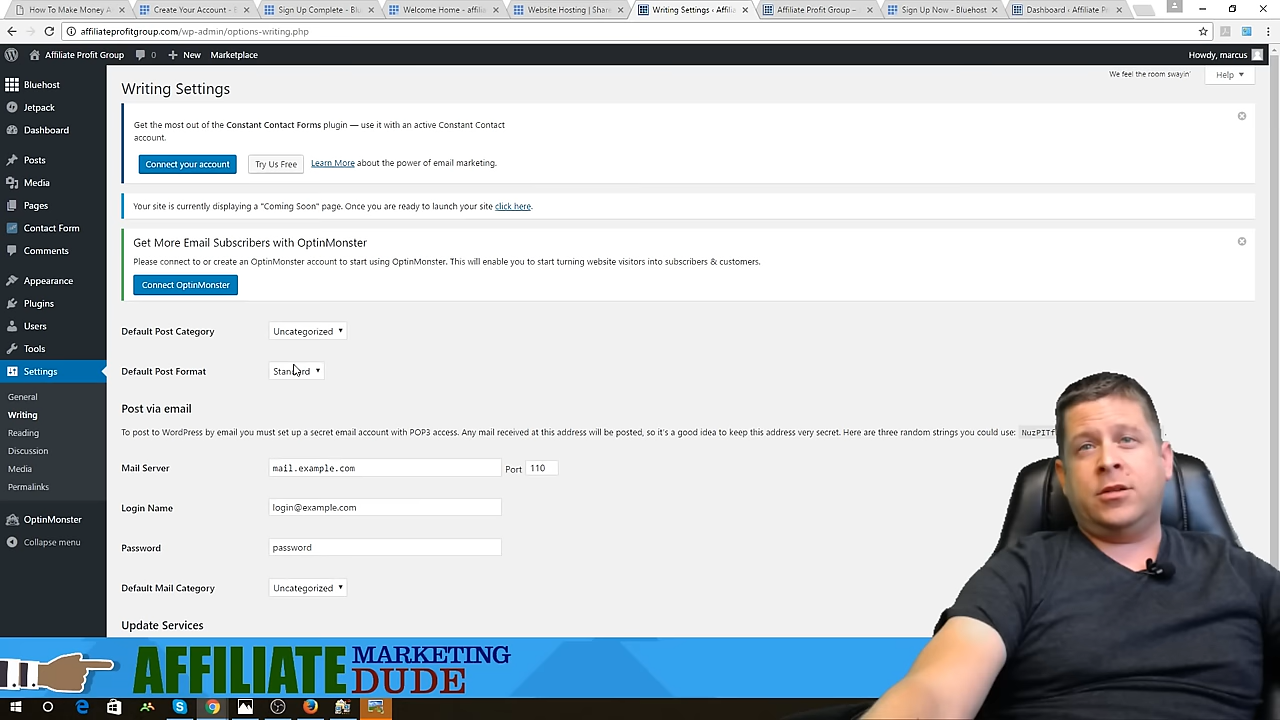 How To Make Money A
Create Your Account - B
Sign Up Complete - Blu
Welcome Home - affilia
Website Hosting | Share
Writing Settings ‹ Affilia
Affiliate Profit Group –
Sign Up Now - Bluehost
Dashboard ‹ Affiliate P
affiliateprofitgroup.com/wp-admin/options-writing.php
Affiliate Profit Group
0
New
Marketplace
Howdy, marcus
Bluehost
Jetpack
Dashboard
Posts
Media
Pages
Contact Form
Comments
Appearance
Plugins
Users
Tools
Settings
General
Writing
Reading
Discussion
Media
Permalinks
OptinMonster
Collapse menu
We feel the room swayin'
Help
Writing Settings
Get the most out of the Constant Contact Forms plugin — use it with an active Constant Contact
account.
Connect your account
Try Us Free
Learn More about the power of email marketing.
Your site is currently displaying a "Coming Soon" page. Once you are ready to launch your site click here.
Get More Email Subscribers with OptinMonster
Please connect to or create an OptinMonster account to start using OptinMonster. This will enable you to start turning website visitors into subscribers & customers.
Connect OptinMonster
Default Post Category Uncategorized
Default Post Format Standard
Post via email
To post to WordPress by email you must set up a secret email account with POP3 access. Any mail received at this address will be posted, so it's a good idea to keep this address very secret. Here are three random strings you could use:
Mail Server mail.example.com Port 110
Login Name login@example.com
Password password
Default Mail Category Uncategorized
Update Services
AFFILIATE MARKETING
DUDE